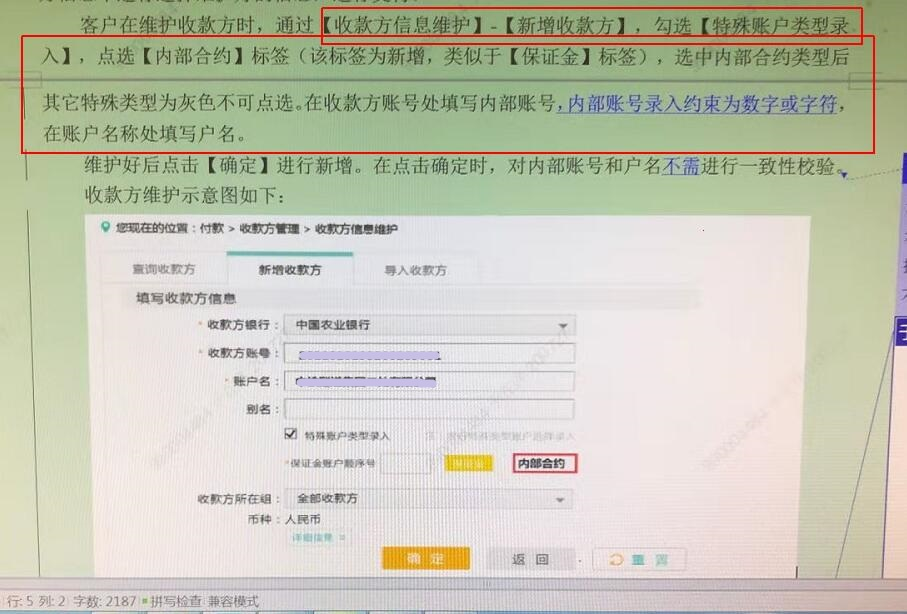 客户在维护收款方时，通过【收款方信息维护】-【新增收款方】，勾选【特殊账户类型录
入】，点选【内部合约】标签（该标签为新增，类似于【保证金】标签），选中内部合约类型后
其它特殊类型为灰色不可点选。在收款方账号处填写内部账号，内部账号录入约束为数字或字符，
在账户名称处填写户名。
维护好后点击【确定】进行新增。在点击确定时，对内部账号和户名不需进行一致性校验。
收款方维护示意图如下：
您现在的位置：付款 > 收款方管理 > 收款方信息维护
查询收款方 新增收款方 导入收款方
填写收款方信息
* 收款方银行： 中国农业银行
* 收款方账号：
* 账户名：
别名：
特殊账户类型录入
*保证金账户顺序号 保证金 内部合约
收款方所在组： 全部收款方
币种：人民币
详细信息
确 定 返 回 重 置
行: 5 列: 2 字数: 2187 拼写检查 兼容模式